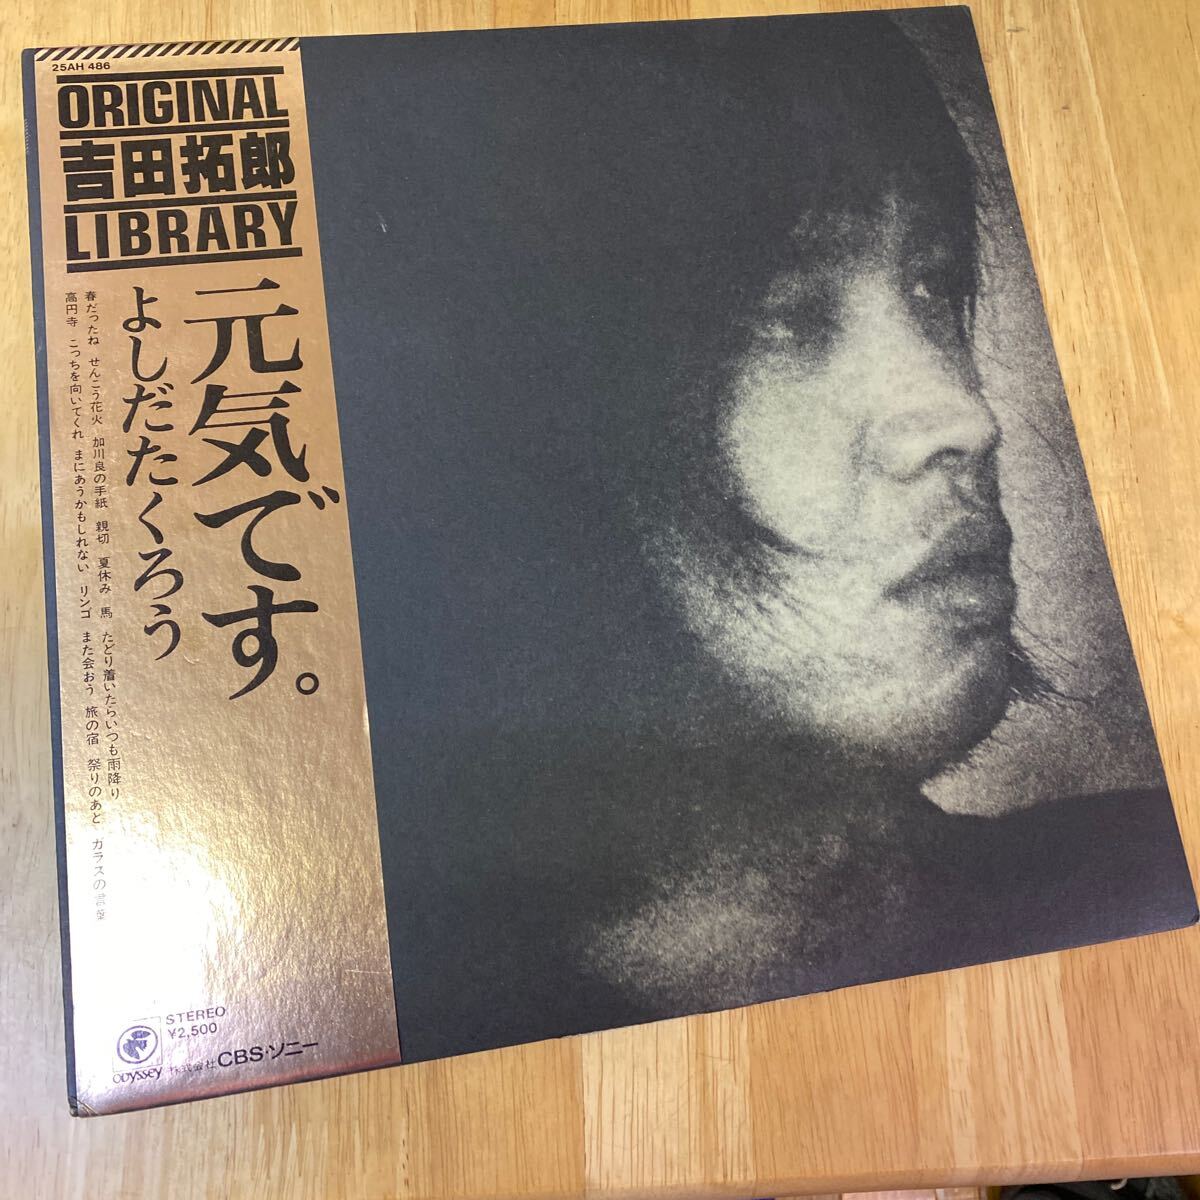 25AH 486
ORIGINAL
吉田拓郎
LIBRARY
元気です。
よしだたくろう
春だったね せんこう花火 加川良の手紙 親切 夏休み 馬 たどり着いたらいつも雨降り
高円寺 こっちを向いてくれ まにあうかもしれない リンゴ また会おう 旅の宿 祭りのあと ガラスの言葉
STEREO
¥2,500
ODYSSEY
株式会社CBS・ソニー